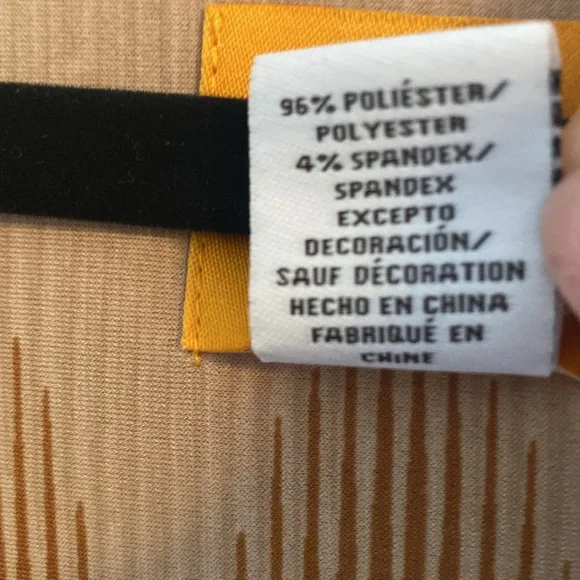 96% POLIÉSTER/
POLYESTER
4% SPANDEX/
SPANDEX
EXCEPTO
DECORACIÓN/
SAUF DÉCORATION
HECHO EN CHINA
FABRIQUÉ EN
CHINE